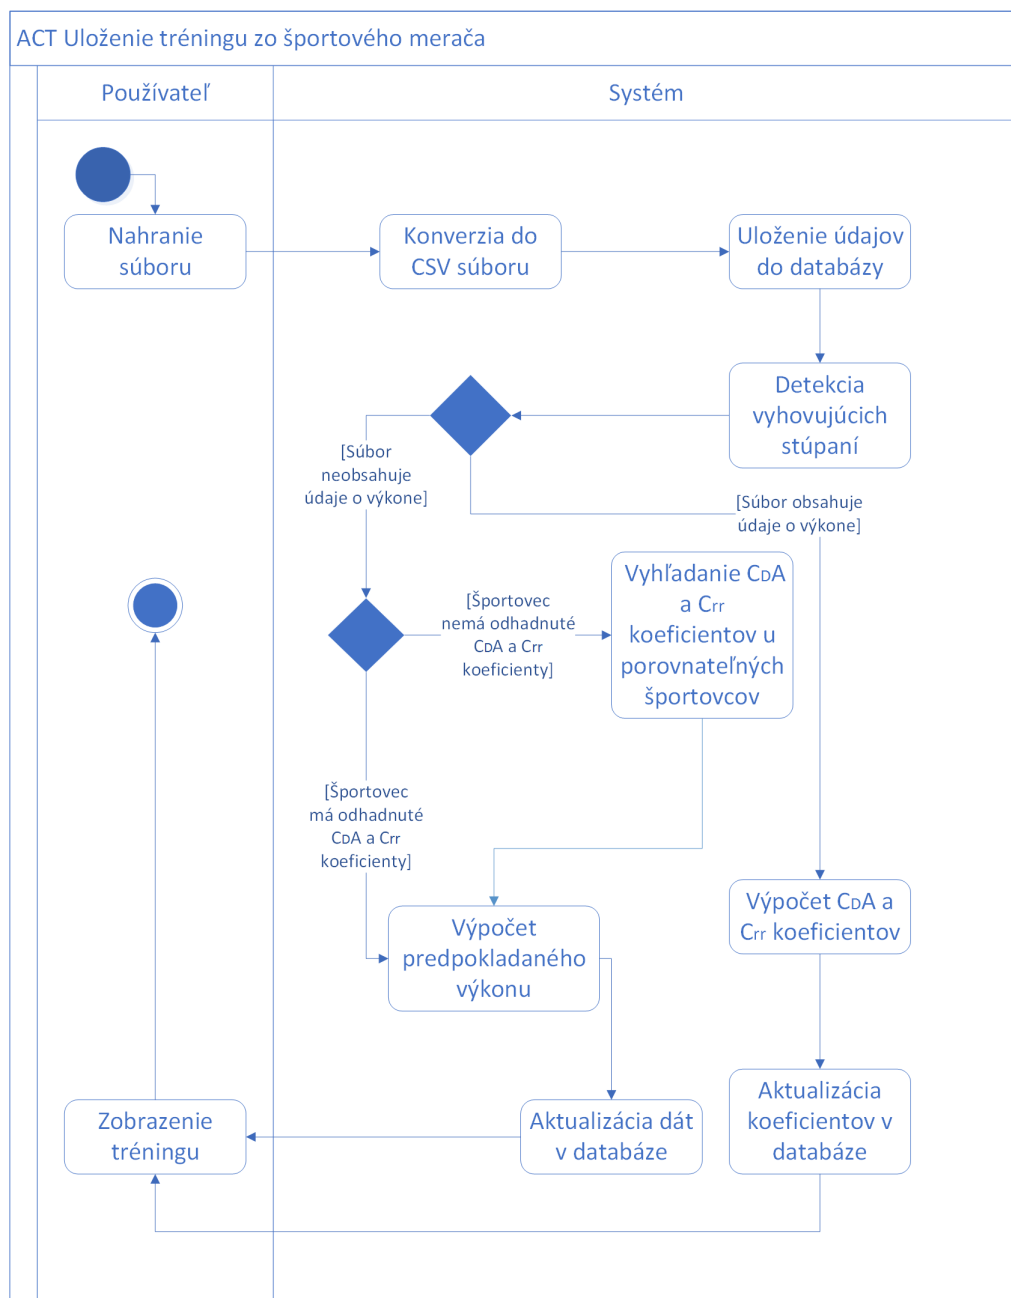 ACT Uloženie tréningu zo športového merača
Používateľ
Systém
Nahranie
súboru
Konverzia do
CSV súboru
Uloženie údajov
do databázy
Detekcia
vyhovujúcich
stúpaní
[Súbor
neobsahuje
údaje o výkone]
[Súbor obsahuje
údaje o výkone]
[Športovec
nemá odhadnuté
CDA a Crr
koeficienty]
Vyhľadanie CDA
a Crr
koeficientov u
porovnateľných
športovcov
[Športovec
má odhadnuté
CDA a Crr
koeficienty]
Výpočet
predpokladaného
výkonu
Výpočet CDA a
Crr koeficientov
Zobrazenie
tréningu
Aktualizácia dát
v databáze
Aktualizácia
koeficientov v
databáze